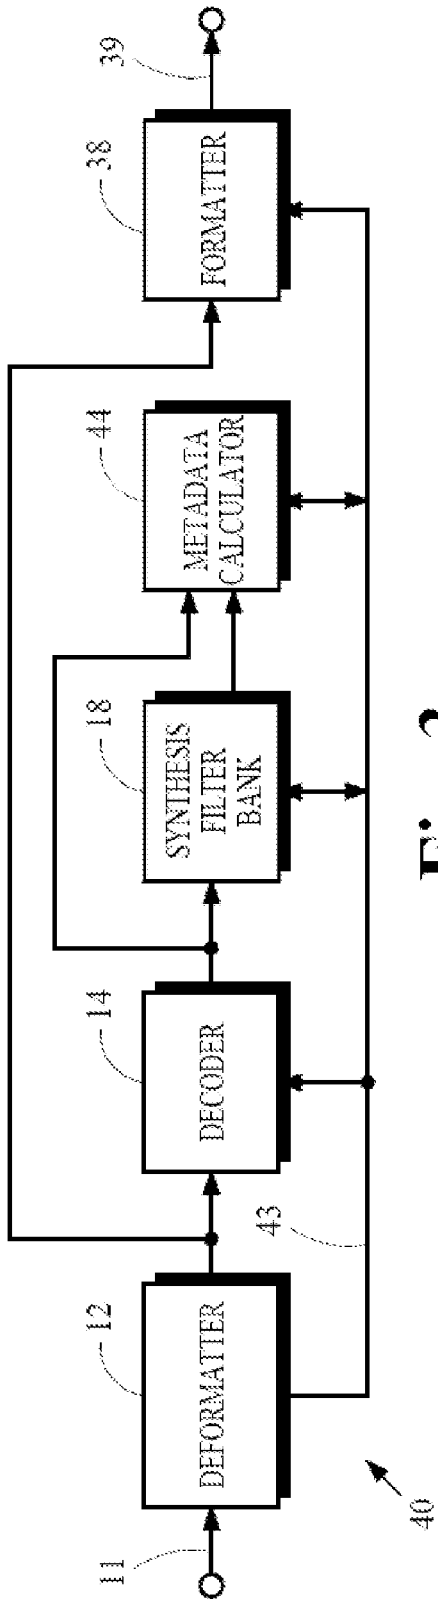 11
DEFORMATTER
12
DECODER
14
SYNTHESIS
FILTER
BANK
18
METADATA
CALCULATOR
44
FORMATTER
38
39
43
40